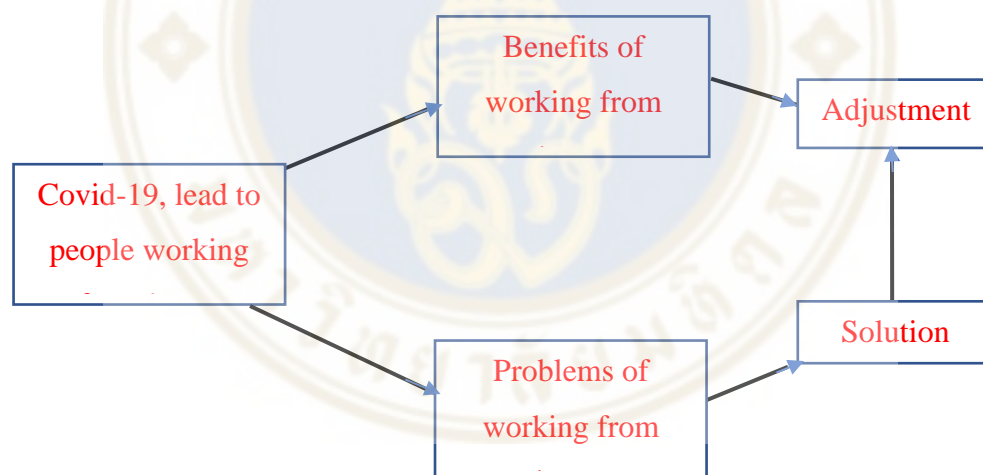 Benefits of
working from
Adjustment
Covid-19, lead to
people working
Solution
Problems of
working from